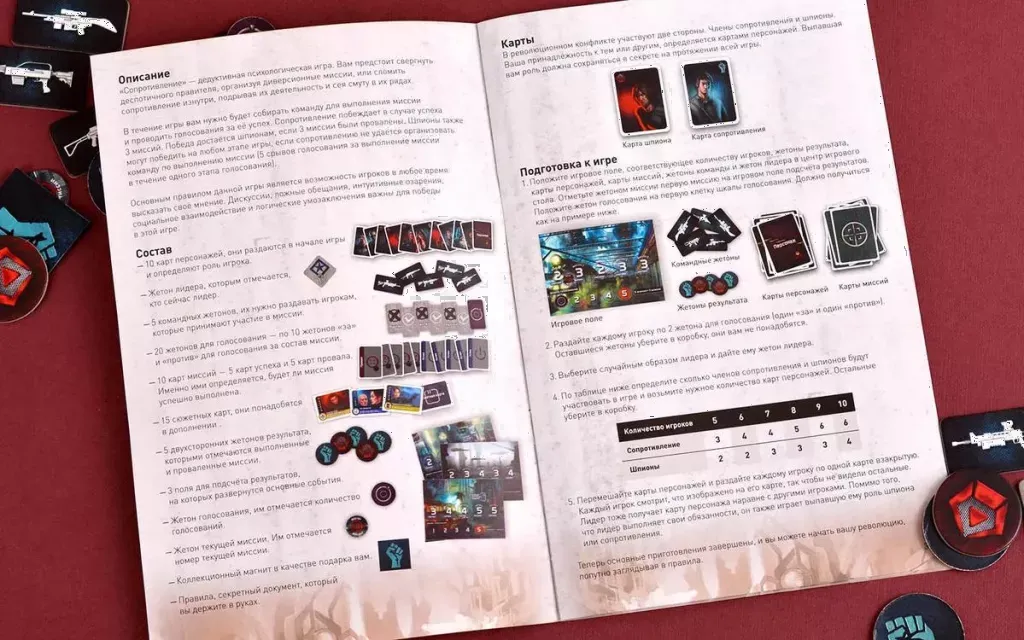 Описание
«Сопротивление» — дедуктивная психологическая игра. Вам предстоит свергнуть
деспотичного правителя, организуя диверсионные миссии, или сломить
сопротивление изнутри, подрывая их деятельность и сея смуту в их рядах.
В течение игры вам нужно будет собирать команду для выполнения миссии
и проводить голосования за её успех. Сопротивление побеждает в случае успеха
3 миссий. Победа достаётся шпионам, если 3 миссии были провалены. Шпионы также
могут победить на любом этапе игры, если сопротивлению не удаётся организовать
команду по выполнению миссии (5 срывов голосования за выполнение миссии
в течение одного этапа голосования).
Основным правилом данной игры является возможность игроков в любое время
высказать своё мнение. Дискуссии, ложные обещания, интуитивные озарения,
социальное взаимодействие и логические умозаключения важны для победы
в этой игре.
Состав
— 10 карт персонажей, они раздаются в начале игры
и определяют роль игрока.
— Жетон лидера, которым отмечается,
кто сейчас лидер.
— 5 командных жетонов, их нужно раздавать игрокам,
которые принимают участие в миссии.
— 20 жетонов для голосования — по 10 жетонов «за»
и «против» для голосования за состав миссии.
— 10 карт миссий — 5 карт успеха и 5 карт провала.
Именно ими определяется, будет ли миссия
успешно выполнена.
— 15 сюжетных карт, они понадобятся
в дополнении.
— 5 двухсторонних жетонов результата,
которыми отмечаются выполненные
и проваленные миссии.
— 3 поля для подсчёта результатов,
на которых развернутся основные события.
— Жетон голосования, им отмечается количество
голосований.
— Жетон текущей миссии. Им отмечается
номер текущей миссии.
— Коллекционный магнит в качестве подарка вам.
— Правила, секретный документ, который
вы держите в руках.
Карты
В революционном конфликте участвуют две стороны. Члены сопротивления и шпионы.
Ваша принадлежность к тем или другим, определяется картами персонажей. Выпавшая
вам роль должна сохраняться в секрете на протяжении всей игры.
Карта шпиона
Карта сопротивления
Подготовка к игре
1. Положите игровое поле, соответствующее количеству игроков, жетоны результата,
карты персонажей, карты миссий, жетоны команды и жетон лидера в центр игрового
стола. Отметьте жетоном миссии первую миссию на игровом поле подсчёта результатов.
Положите жетон голосования на первую клетку шкалы голосования. Должно получиться
как на примере ниже.
2 3 2 3 3
1 2 3 4 5
Персонажи
Игровое поле
Командные жетоны
Жетоны результата
Карты персонажей
Карты миссий
2. Раздайте каждому игроку по 2 жетона для голосования (один «за» и один «против»).
Оставшиеся жетоны уберите в коробку, они вам не понадобятся.
3. Выберите случайным образом лидера и дайте ему жетон лидера.
4. По таблице ниже определите сколько членов сопротивления и шпионов будут
участвовать в игре и возьмите нужное количество карт персонажей. Остальные
уберите в коробку.
Количество игроков 5 6 7 8 9 10
Сопротивление 3 4 4 5 6 6
Шпионы 2 2 3 3 3 4
5. Перемешайте карты персонажей и раздайте каждому игроку по одной карте взакрытую.
Каждый игрок смотрит, что изображено на его карте, так чтобы не видели остальные.
Лидер тоже получает карту персонажа наравне с другими игроками. Помимо того,
что лидер выполняет свои обязанности, он также играет выпавшую ему роль шпиона
или сопротивления.
Теперь основные приготовления завершены, и вы можете начать вашу революцию,
попутно заглядывая в правила.